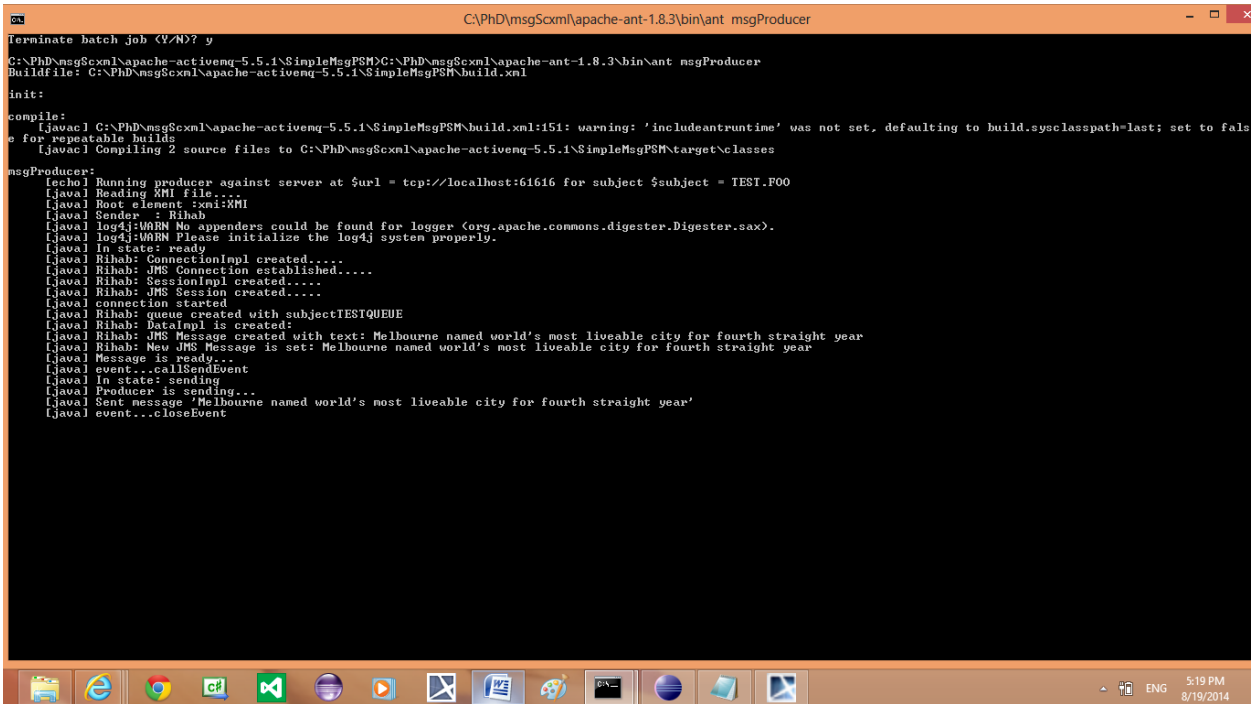 C:\PhD\msgScxml\apache-ant-1.8.3\bin\ant msgProducer
Terminate batch job (Y/N)? y
C:\PhD\msgScxml\apache-activemq-5.5.1\SimpleMsgPSM>C:\PhD\msgScxml\apache-ant-1.8.3\bin\ant msgProducer
Buildfile: C:\PhD\msgScxml\apache-activemq-5.5.1\SimpleMsgPSM\build.xml
init:
compile:
[javac] C:\PhD\msgScxml\apache-activemq-5.5.1\SimpleMsgPSM\build.xml:151: warning: 'includeantruntime' was not set, defaulting to build.sysclasspath=last; set to fals
e for repeatable builds
[javac] Compiling 2 source files to C:\PhD\msgScxml\apache-activemq-5.5.1\SimpleMsgPSM\target\classes
msgProducer:
[echo] Running producer against server at $url = tcp://localhost:61616 for subject $subject = TEST.FOO
[java] Reading XMI file....
[java] Root element :xmi:XMI
[java] Sender  : Rihab
[java] log4j:WARN No appenders could be found for logger (org.apache.commons.digester.Digester.sax).
[java] log4j:WARN Please initialize the log4j system properly.
[java] In state: ready
[java] Rihab: ConnectionImpl created.....
[java] Rihab: JMS Connection established.....
[java] Rihab: SessionImpl created.....
[java] Rihab: JMS Session created.....
[java] connection started
[java] Rihab: queue created with subjectTESTQUEUE
[java] Rihab: DataImpl is created:
[java] Rihab: JMS Message created with text: Melbourne named world's most liveable city for fourth straight year
[java] Rihab: New JMS Message is set: Melbourne named world's most liveable city for fourth straight year
[java] Message is ready...
[java] event...callSendEvent
[java] In state: sending
[java] Producer is sending...
[java] Sent message 'Melbourne named world's most liveable city for fourth straight year'
[java] event...closeEvent
C#
ENG
5:19 PM
8/19/2014